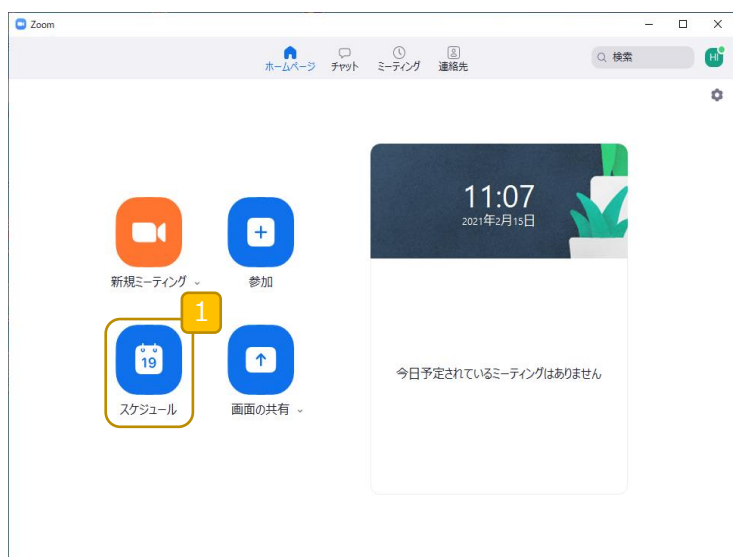 Zoom
ホームページ チャット ミーティング 連絡先
検索
HI
11:07
2021年2月15日
新規ミーティング
参加
1
19
スケジュール
画面の共有
今日予定されているミーティングはありません